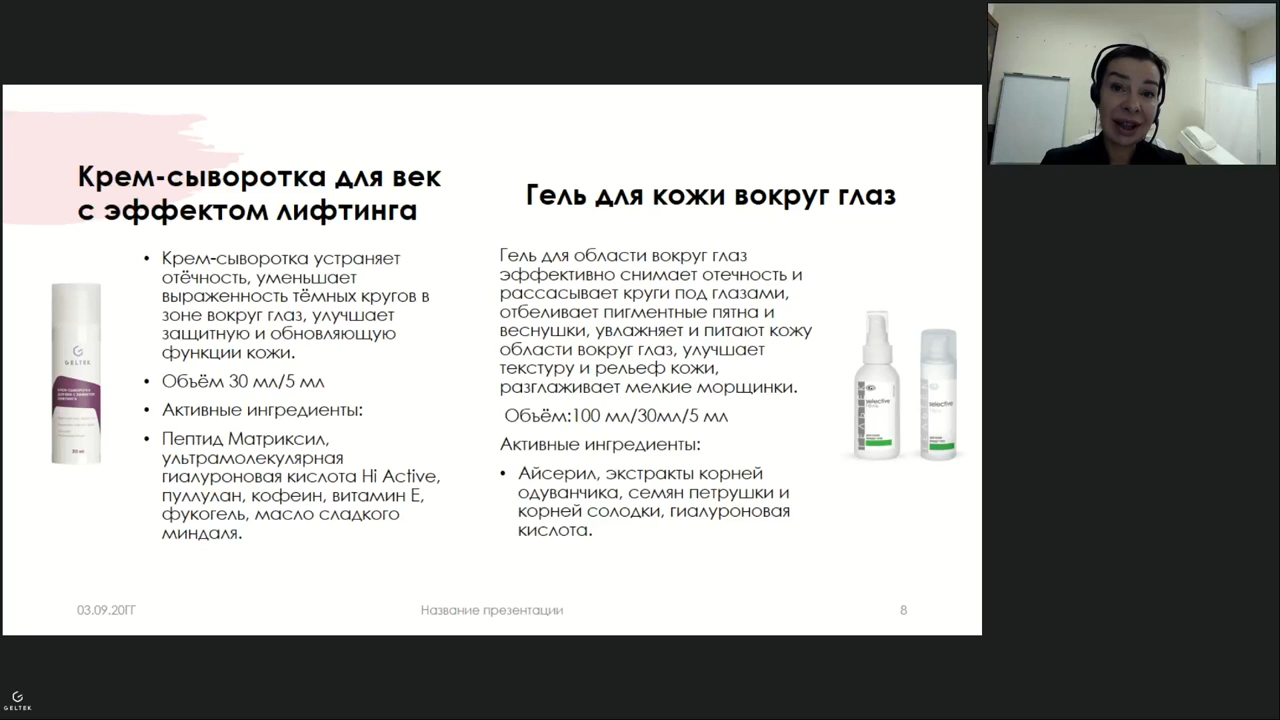 Крем-сыворотка для век
с эффектом лифтинга
• Крем-сыворотка устраняет
отёчность, уменьшает
выраженность тёмных кругов в
зоне вокруг глаз, улучшает
защитную и обновляющую
функции кожи.
• Объём 30 мл/5 мл
• Активные ингредиенты:
• Пептид Матриксил,
ультрамолекулярная
гиалуроновая кислота Hi Active,
пуллулан, кофеин, витамин Е,
фукогель, масло сладкого
миндаля.
GELTEK
30 мл
Гель для кожи вокруг глаз
Гель для области вокруг глаз
эффективно снимает отечность и
рассасывает круги под глазами,
отбеливает пигментные пятна и
веснушки, увлажняет и питают кожу
области вокруг глаз, улучшает
текстуру и рельеф кожи,
разглаживает мелкие морщинки.
Объём:100 мл/30мл/5 мл
Активные ингредиенты:
• Айсерил, экстракты корней
одуванчика, семян петрушки и
корней солодки, гиалуроновая
кислота.
selective
selective
03.09.20ГГ
Название презентации
8
GELTEK